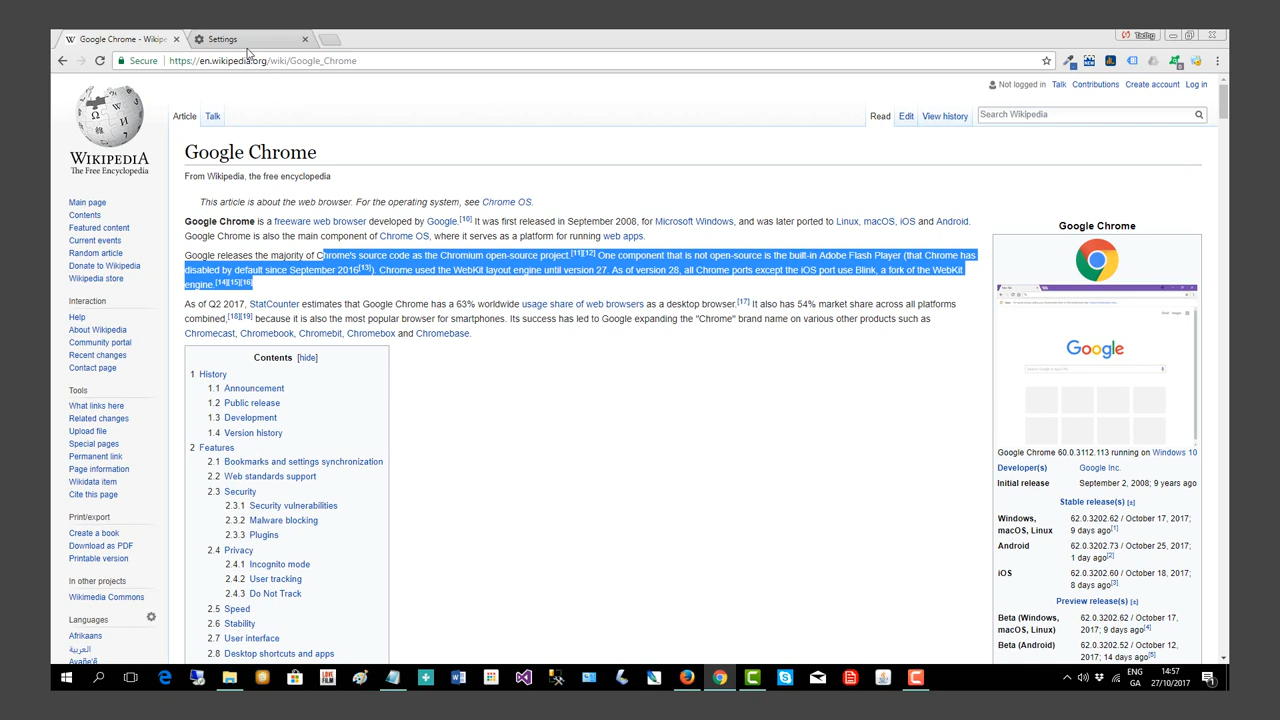 Google Chrome - Wikipe
Settings
Tadhg
Secure
https://en.wikipedia.org/wiki/Google_Chrome
Not logged in Talk Contributions Create account Log in
Article Talk
Read Edit View history
Search Wikipedia
WIKIPEDIA
The Free Encyclopedia
Main page
Contents
Featured content
Current events
Random article
Donate to Wikipedia
Wikipedia store
Interaction
Help
About Wikipedia
Community portal
Recent changes
Contact page
Tools
What links here
Related changes
Upload file
Special pages
Permanent link
Page information
Wikidata item
Cite this page
Print/export
Create a book
Download as PDF
Printable version
In other projects
Wikimedia Commons
Languages
Afrikaans
العربية
Avañe'ẽ
Google Chrome
From Wikipedia, the free encyclopedia
This article is about the web browser. For the operating system, see Chrome OS.
Google Chrome is a freeware web browser developed by Google.[10] It was first released in September 2008, for Microsoft Windows, and was later ported to Linux, macOS, iOS and Android.
Google Chrome is also the main component of Chrome OS, where it serves as a platform for running web apps.
Google releases the majority of Chrome's source code as the Chromium open-source project.[11][12] One component that is not open-source is the built-in Adobe Flash Player (that Chrome has
disabled by default since September 2016[13]). Chrome used the WebKit layout engine until version 27. As of version 28, all Chrome ports except the iOS port use Blink, a fork of the WebKit
engine.[14][15][16]
As of Q2 2017, StatCounter estimates that Google Chrome has a 63% worldwide usage share of web browsers as a desktop browser.[17] It also has 54% market share across all platforms
combined,[18][19] because it is also the most popular browser for smartphones. Its success has led to Google expanding the "Chrome" brand name on various other products such as
Chromecast, Chromebook, Chromebit, Chromebox and Chromebase.
Contents [hide]
1 History
1.1 Announcement
1.2 Public release
1.3 Development
1.4 Version history
2 Features
2.1 Bookmarks and settings synchronization
2.2 Web standards support
2.3 Security
2.3.1 Security vulnerabilities
2.3.2 Malware blocking
2.3.3 Plugins
2.4 Privacy
2.4.1 Incognito mode
2.4.2 User tracking
2.4.3 Do Not Track
2.5 Speed
2.6 Stability
2.7 User interface
2.8 Desktop shortcuts and apps
Google Chrome
Google
Google Chrome 60.0.3112.113 running on Windows 10
Developer(s) Google Inc.
Initial release September 2, 2008; 9 years ago
Stable release(s) [±]
Windows, macOS, Linux 62.0.3202.62 / October 17, 2017; 9 days ago[1]
Android 62.0.3202.73 / October 25, 2017; 1 day ago[2]
iOS 62.0.3202.60 / October 18, 2017; 8 days ago[3]
Preview release(s) [±]
Beta (Windows, macOS, Linux) 62.0.3202.62 / October 17, 2017; 9 days ago[4]
Beta (Android) 62.0.3202.52 / October 12, 2017; 14 days ago[5]
LOVE
FILM
ENG
GA
14:57
27/10/2017
1